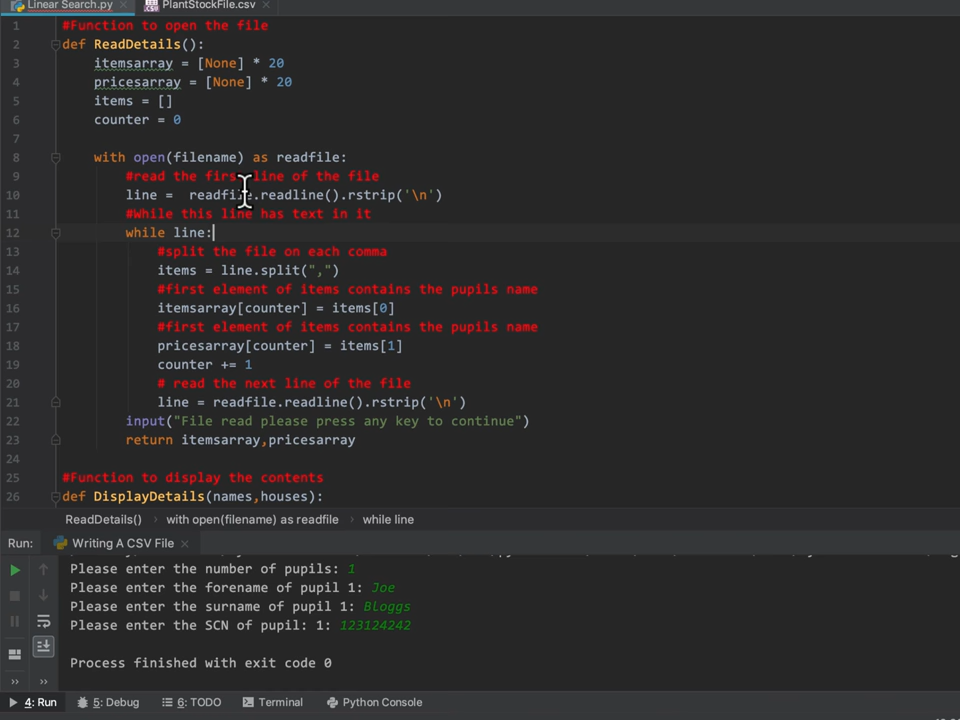 Linear Search.py PlantStockFile.csv
1 #Function to open the file
2 def ReadDetails():
3 itemsarray = [None] * 20
4 pricesarray = [None] * 20
5 items = []
6 counter = 0
7
8 with open(filename) as readfile:
9 #read the first line of the file
10 line =  readfile.readline().rstrip('\n')
11 #While this line has text in it
12 while line:
13 #split the file on each comma
14 items = line.split(",")
15 #first element of items contains the pupils name
16 itemsarray[counter] = items[0]
17 #first element of items contains the pupils name
18 pricesarray[counter] = items[1]
19 counter += 1
20 # read the next line of the file
21 line = readfile.readline().rstrip('\n')
22 input("File read please press any key to continue")
23 return itemsarray,pricesarray
24
25 #Function to display the contents
26 def DisplayDetails(names,houses):
ReadDetails() › with open(filename) as readfile › while line
Run: Writing A CSV File
Please enter the number of pupils: 1
Please enter the forename of pupil 1: Joe
Please enter the surname of pupil 1: Bloggs
Please enter the SCN of pupil: 1: 123124242
Process finished with exit code 0
4: Run 5: Debug 6: TODO Terminal Python Console